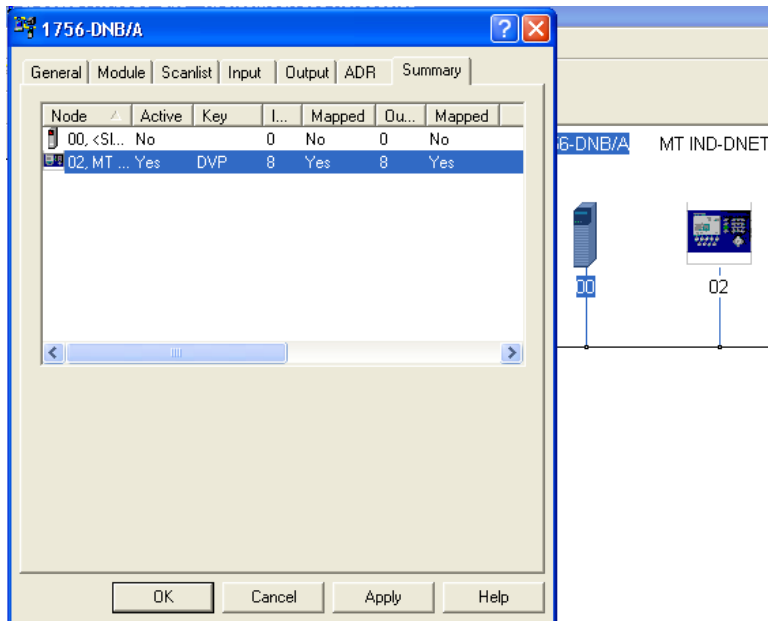 1756-DNB/A
General Module Scanlist Input Output ADR Summary
Node Active Key I... Mapped Ou... Mapped
00, <SI... No 0 No 0 No
02, MT ... Yes DVP 8 Yes 8 Yes
OK Cancel Apply Help
6-DNB/A MT IND-DNET
00 02